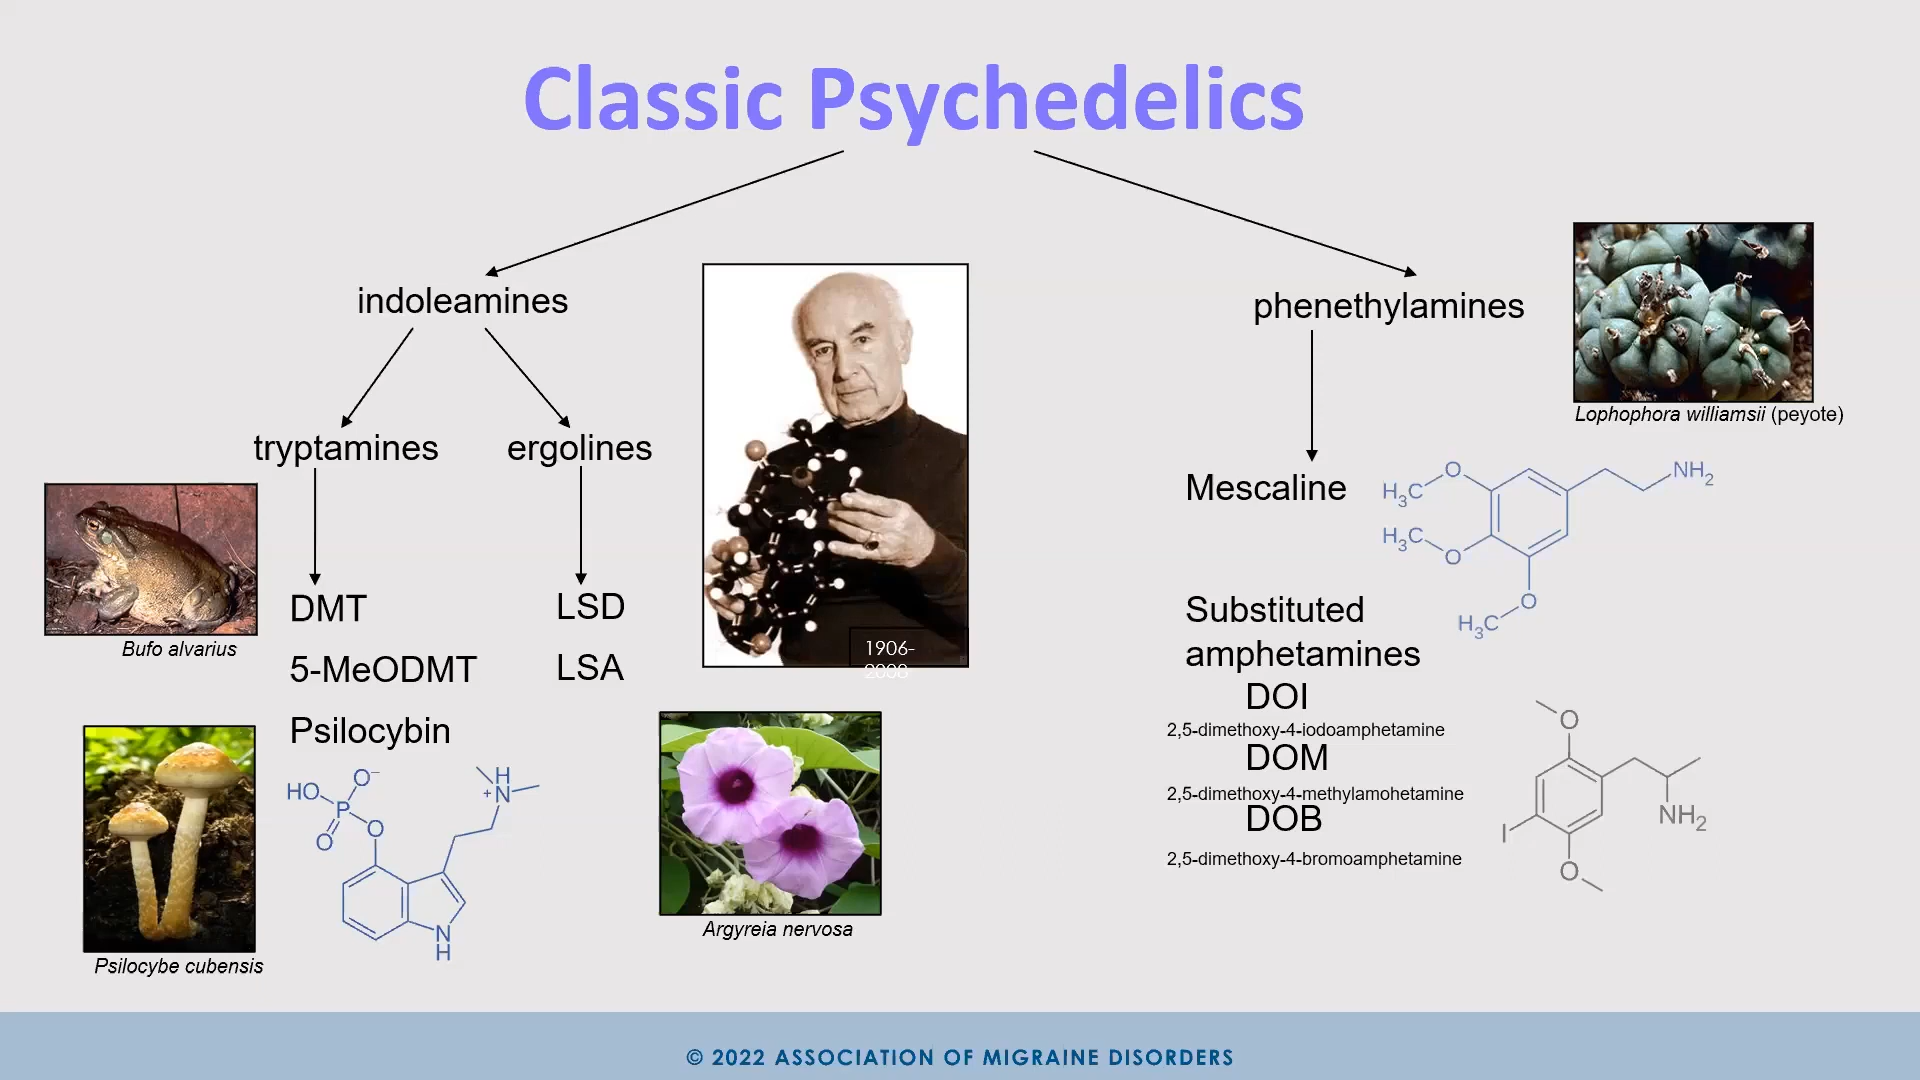 Classic Psychedelics
indoleamines
phenethylamines
Lophophora williamsii (peyote)
tryptamines
ergolines
Mescaline
H3C
O
NH2
H3C
O
O
H3C
Bufo alvarius
DMT
LSD
5-MeODMT
LSA
Psilocybin
1906-
2008
Substituted
amphetamines
DOI
2,5-dimethoxy-4-iodoamphetamine
DOM
2,5-dimethoxy-4-methylamohetamine
DOB
2,5-dimethoxy-4-bromoamphetamine
O
I
NH2
O
HO
O−
P
O
O
H
+
N
N
H
Argyreia nervosa
Psilocybe cubensis
© 2022 ASSOCIATION OF MIGRAINE DISORDERS